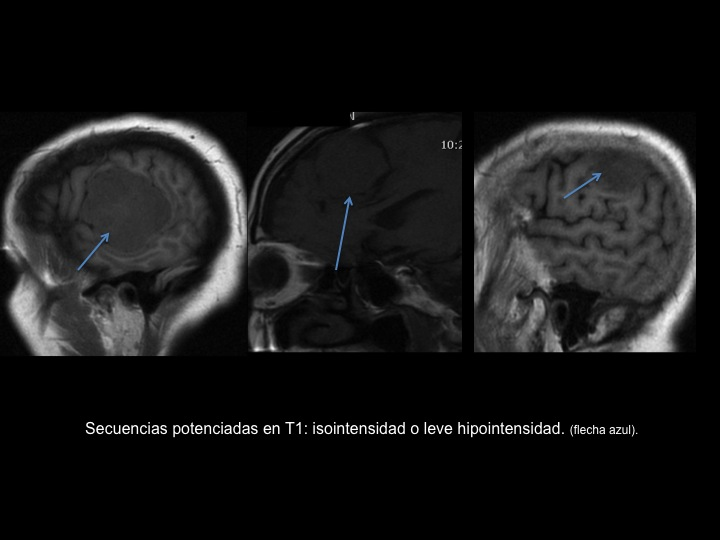 10:2
Secuencias potenciadas en T1: isointensidad o leve hipointensidad. (flecha azul).